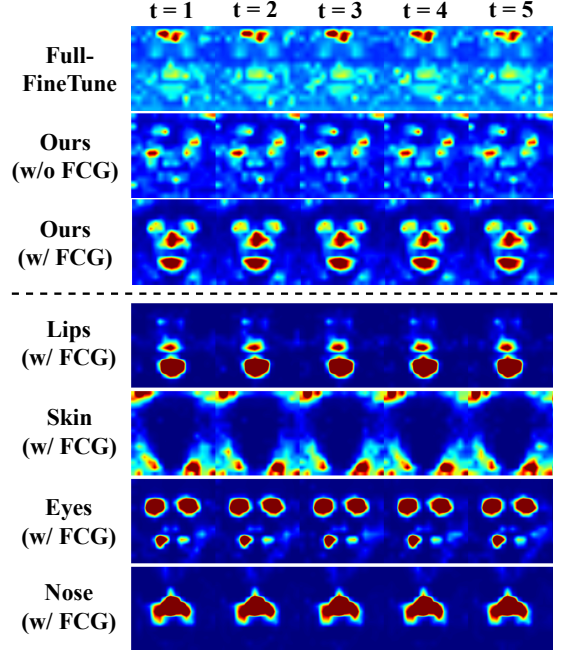 t = 1 t = 2 t = 3 t = 4 t = 5
Full-
FineTune
Ours
(w/o FCG)
Ours
(w/ FCG)
Lips
(w/ FCG)
Skin
(w/ FCG)
Eyes
(w/ FCG)
Nose
(w/ FCG)